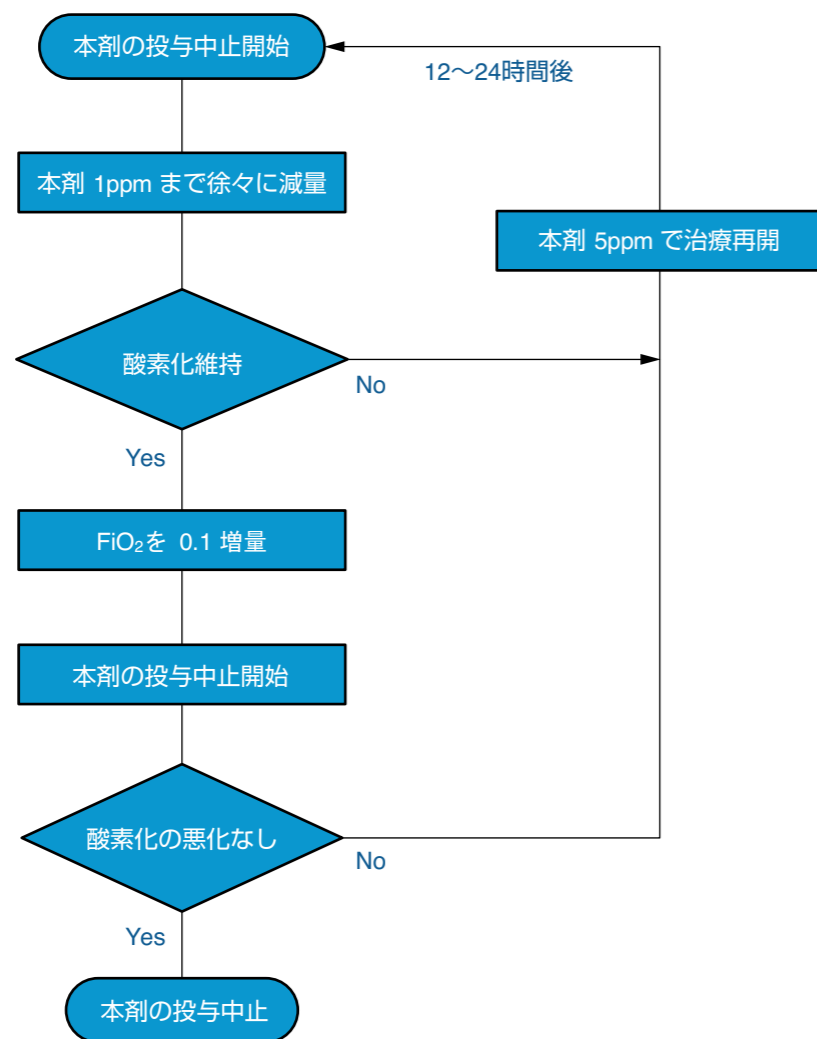 本剤の投与中止開始
12〜24時間後
本剤 1ppm まで徐々に減量
本剤 5ppm で治療再開
酸素化維持
No
Yes
FiO₂を 0.1 増量
本剤の投与中止開始
酸素化の悪化なし
No
Yes
本剤の投与中止